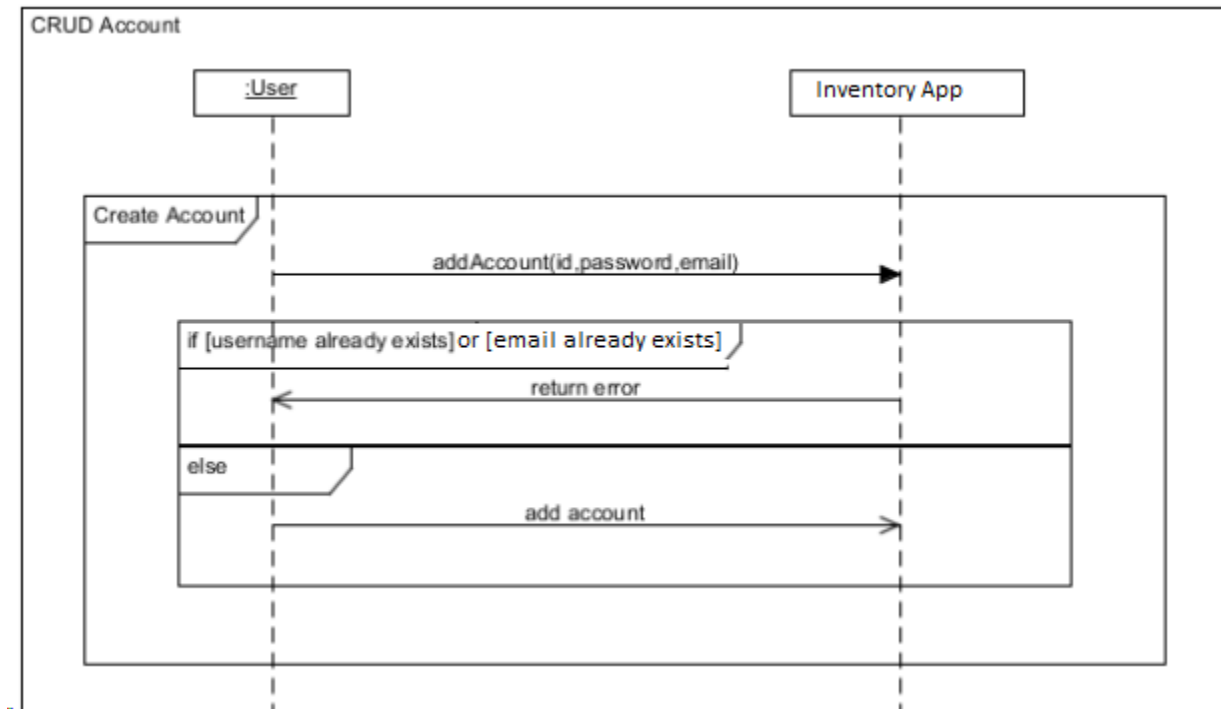 CRUD Account
:User
Inventory App
Create Account
addAccount(id,password,email)
if [username already exists] or [email already exists]
return error
else
add account